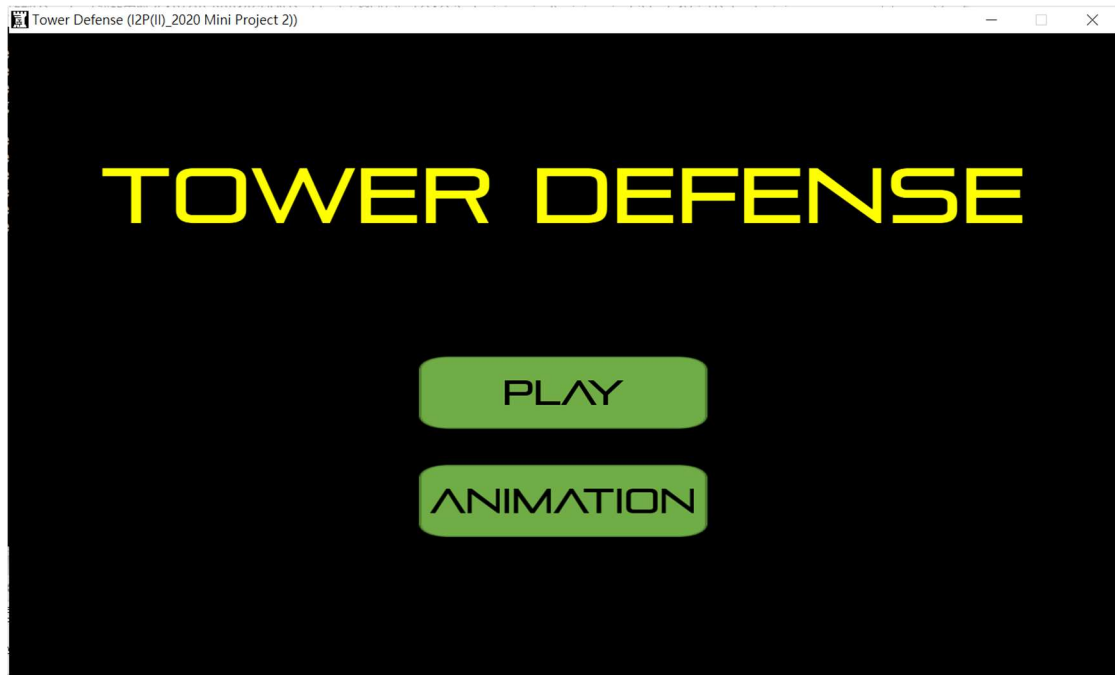 Tower Defense (I2P(II)_2020 Mini Project 2))
TOWER DEFENSE
PLAY
ANIMATION